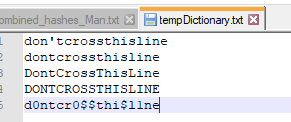 ombined_hashes_Man.txt tempDictionary.txt
1 don'tcrossthisline
2 dontcrossthisline
3 DontCrossThisLine
4 DONTCROSSTHISLINE
5 d0ntcr0$$thi$l1ne